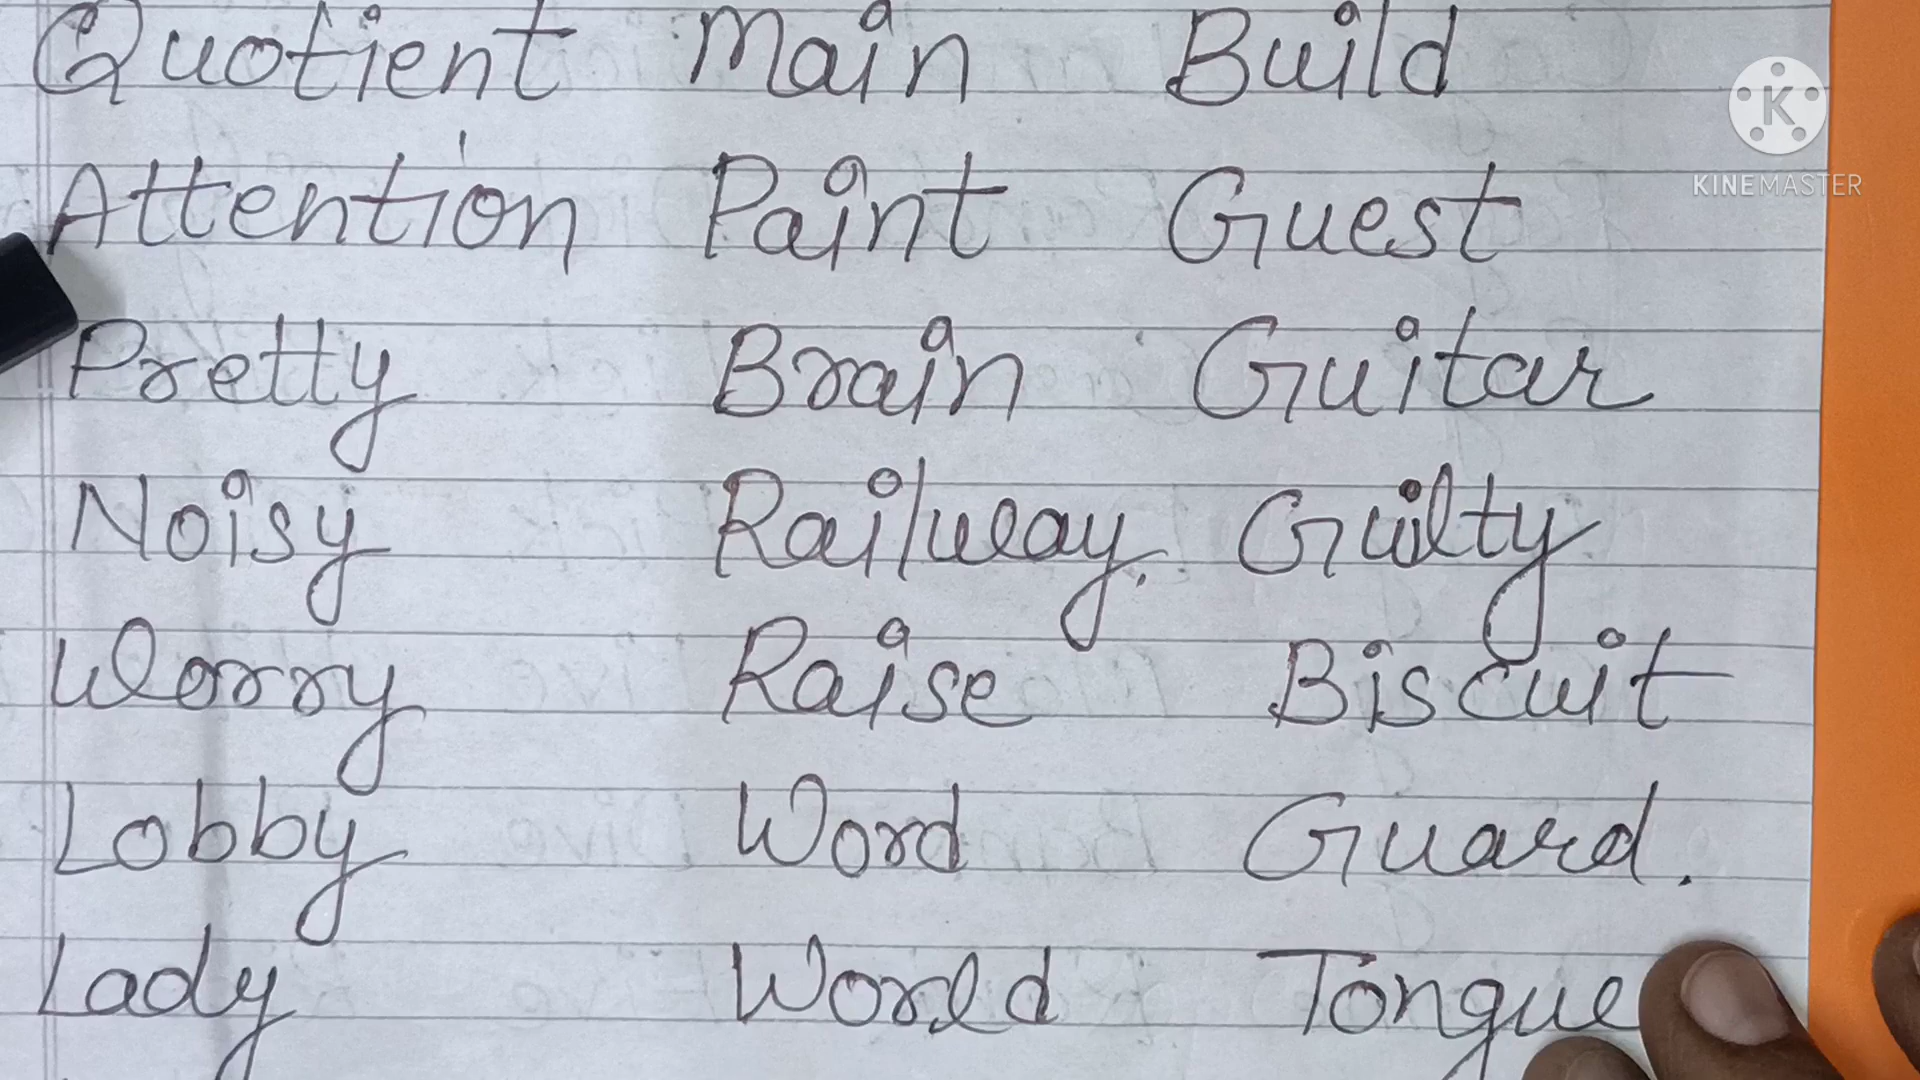 Quotient Main Build
Attention Paint Guest
Pretty Brain Guitar
Noisy Railway. Guilty
Worry Raise Biscuit
Lobby Word Guard.
Lady World Tongue
KINEMASTER